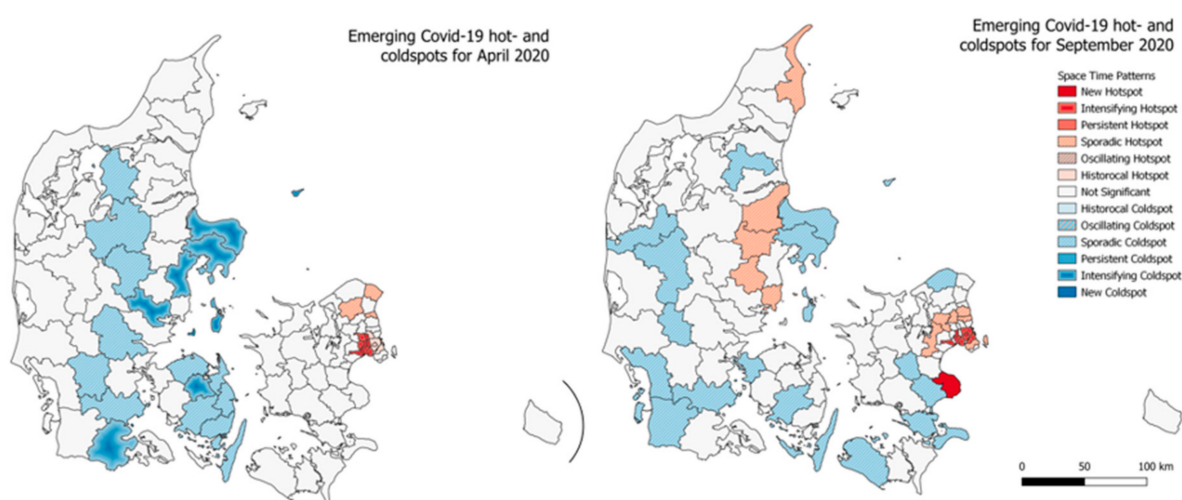 Emerging Covid-19 hot- and
coldspots for April 2020
Emerging Covid-19 hot- and
coldspots for September 2020
Space Time Patterns
New Hotspot
Intensifying Hotspot
Persistent Hotspot
Sporadic Hotspot
Oscillating Hotspot
Historocal Hotspot
Not Significant
Historocal Coldspot
Oscillating Coldspot
Sporadic Coldspot
Persistent Coldspot
Intensifying Coldspot
New Coldspot
0 50 100 km